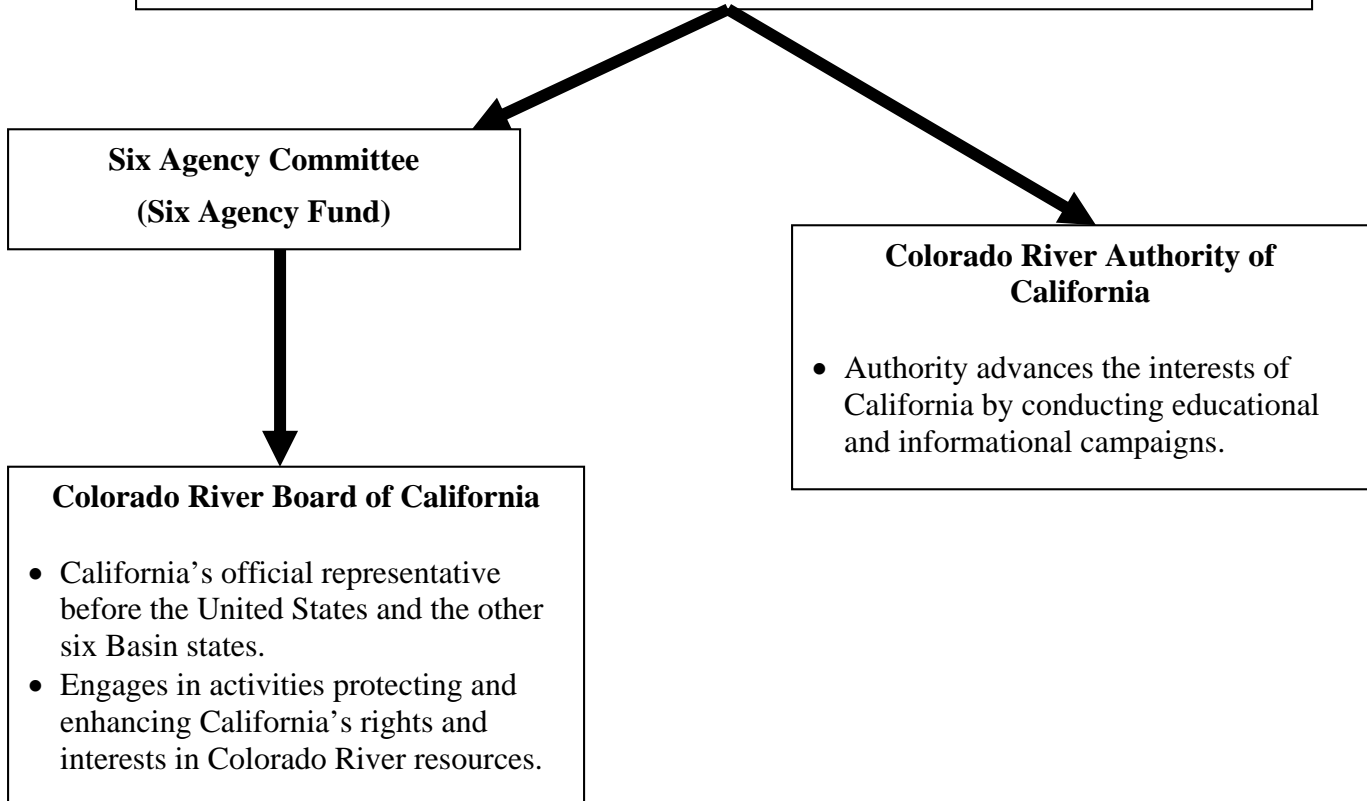 Six Agency Committee
(Six Agency Fund)
Colorado River Authority of
California
• Authority advances the interests of
California by conducting educational
and informational campaigns.
Colorado River Board of California
• California’s official representative
before the United States and the other
six Basin states.
• Engages in activities protecting and
enhancing California’s rights and
interests in Colorado River resources.